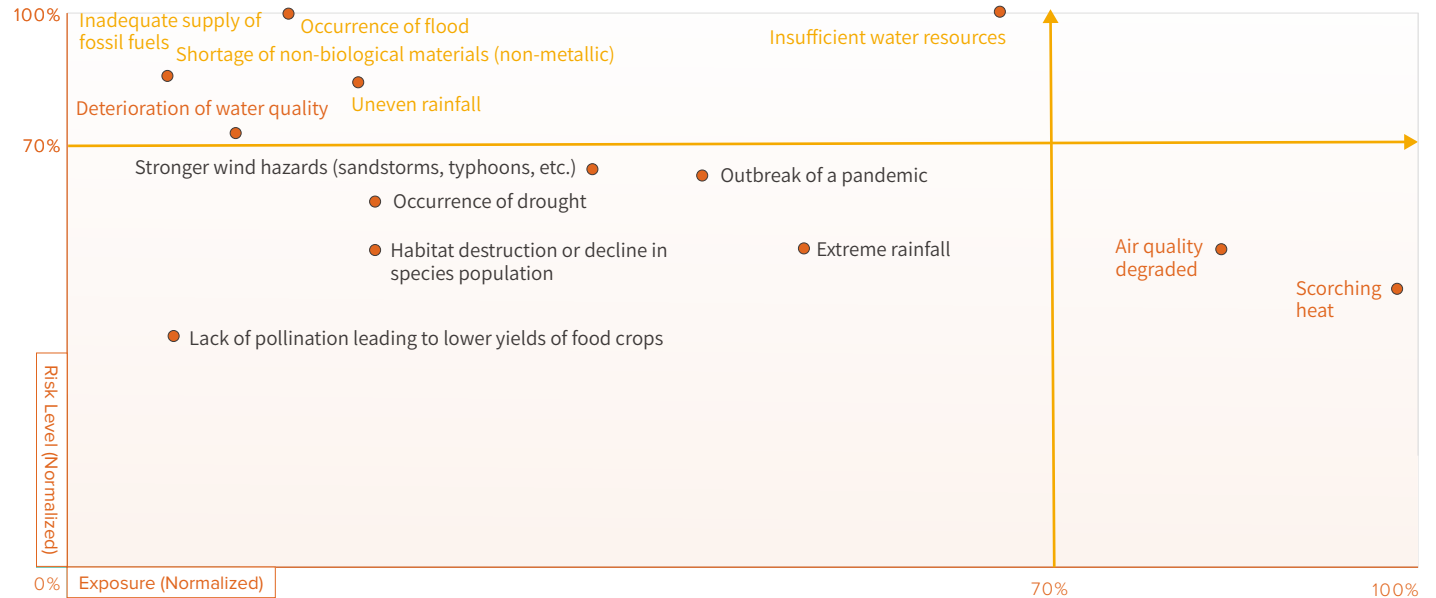 100%
Inadequate supply of
fossil fuels
Occurrence of flood
Insufficient water resources
Shortage of non-biological materials (non-metallic)
Deterioration of water quality
Uneven rainfall
70%
Stronger wind hazards (sandstorms, typhoons, etc.)
Outbreak of a pandemic
Occurrence of drought
Habitat destruction or decline in
species population
Extreme rainfall
Air quality
degraded
Scorching
heat
Lack of pollination leading to lower yields of food crops
Risk Level (Normalized)
0%
Exposure (Normalized)
70%
100%